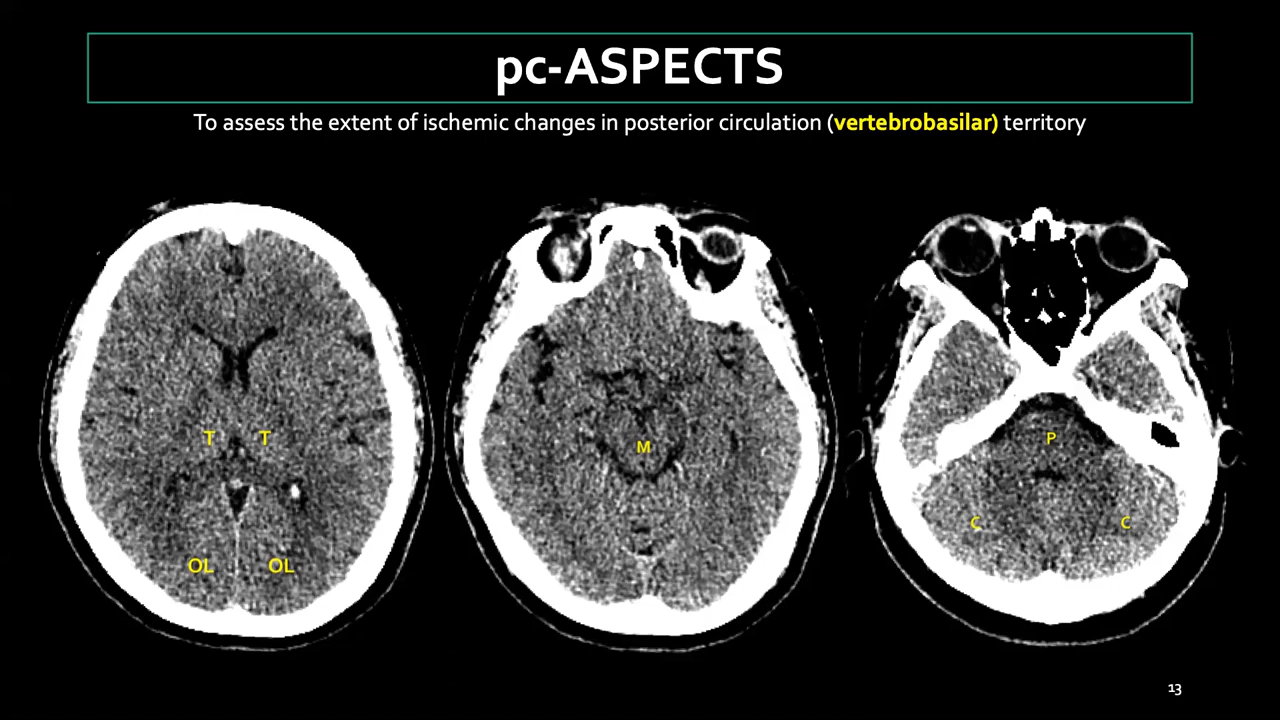 pc-ASPECTS
To assess the extent of ischemic changes in posterior circulation (vertebrobasilar) territory
T T
M
P
C C
OL OL
13